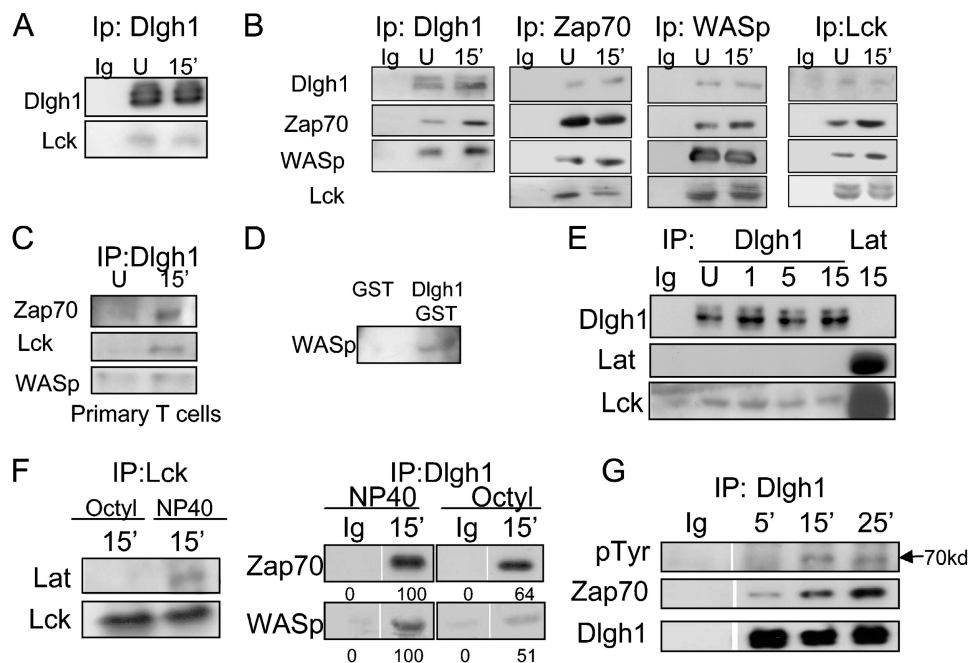 A
Ip: Dlgh1
Ig U 15'
Dlgh1
Lck
B
Ip: Dlgh1 Ip: Zap70 Ip: WASp Ip:Lck
Ig U 15' Ig U 15' Ig U 15' Ig U 15'
Dlgh1
Zap70
WASp
Lck
C
IP:Dlgh1
U 15'
Zap70
Lck
WASp
Primary T cells
D
GST Dlgh1
GST
WASp
E
IP: Dlgh1 Lat
Ig U 1 5 15 15
Dlgh1
Lat
Lck
F
IP:Lck
Octyl NP40
15' 15'
Lat
Lck
IP:Dlgh1
NP40 Octyl
Ig 15' Ig 15'
Zap70
0 100 0 64
WASp
0 100 0 51
G
IP: Dlgh1
Ig 5' 15' 25'
pTyr
70kd
Zap70
Dlgh1